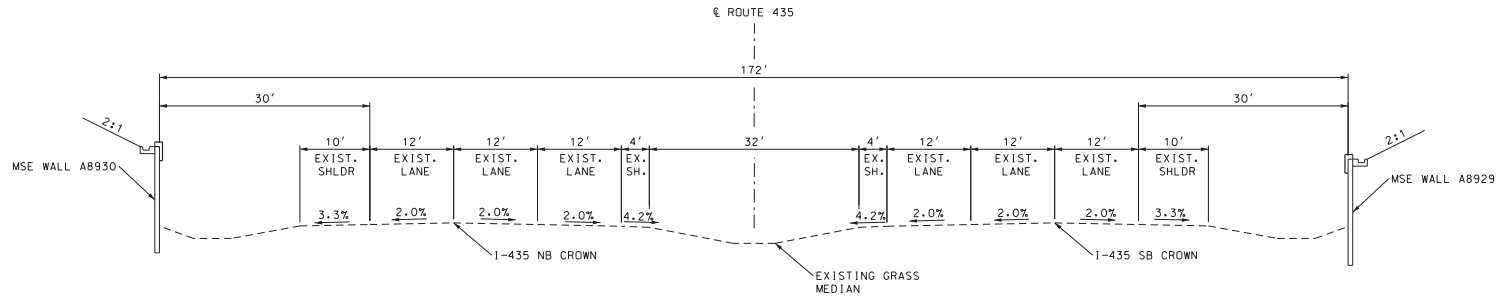 ℄ ROUTE 435
172'
30'
30'
2:1
2:1
10'
12'
12'
12'
4'
32'
4'
12'
12'
12'
10'
EXIST.
SHLDR
EXIST.
LANE
EXIST.
LANE
EXIST.
LANE
EX.
SH.
EX.
SH.
EXIST.
LANE
EXIST.
LANE
EXIST.
LANE
EXIST.
SHLDR
MSE WALL A8930
MSE WALL A8929
3.3%
2.0%
2.0%
2.0%
4.2%
4.2%
2.0%
2.0%
2.0%
3.3%
I-435 NB CROWN
I-435 SB CROWN
EXISTING GRASS
MEDIAN